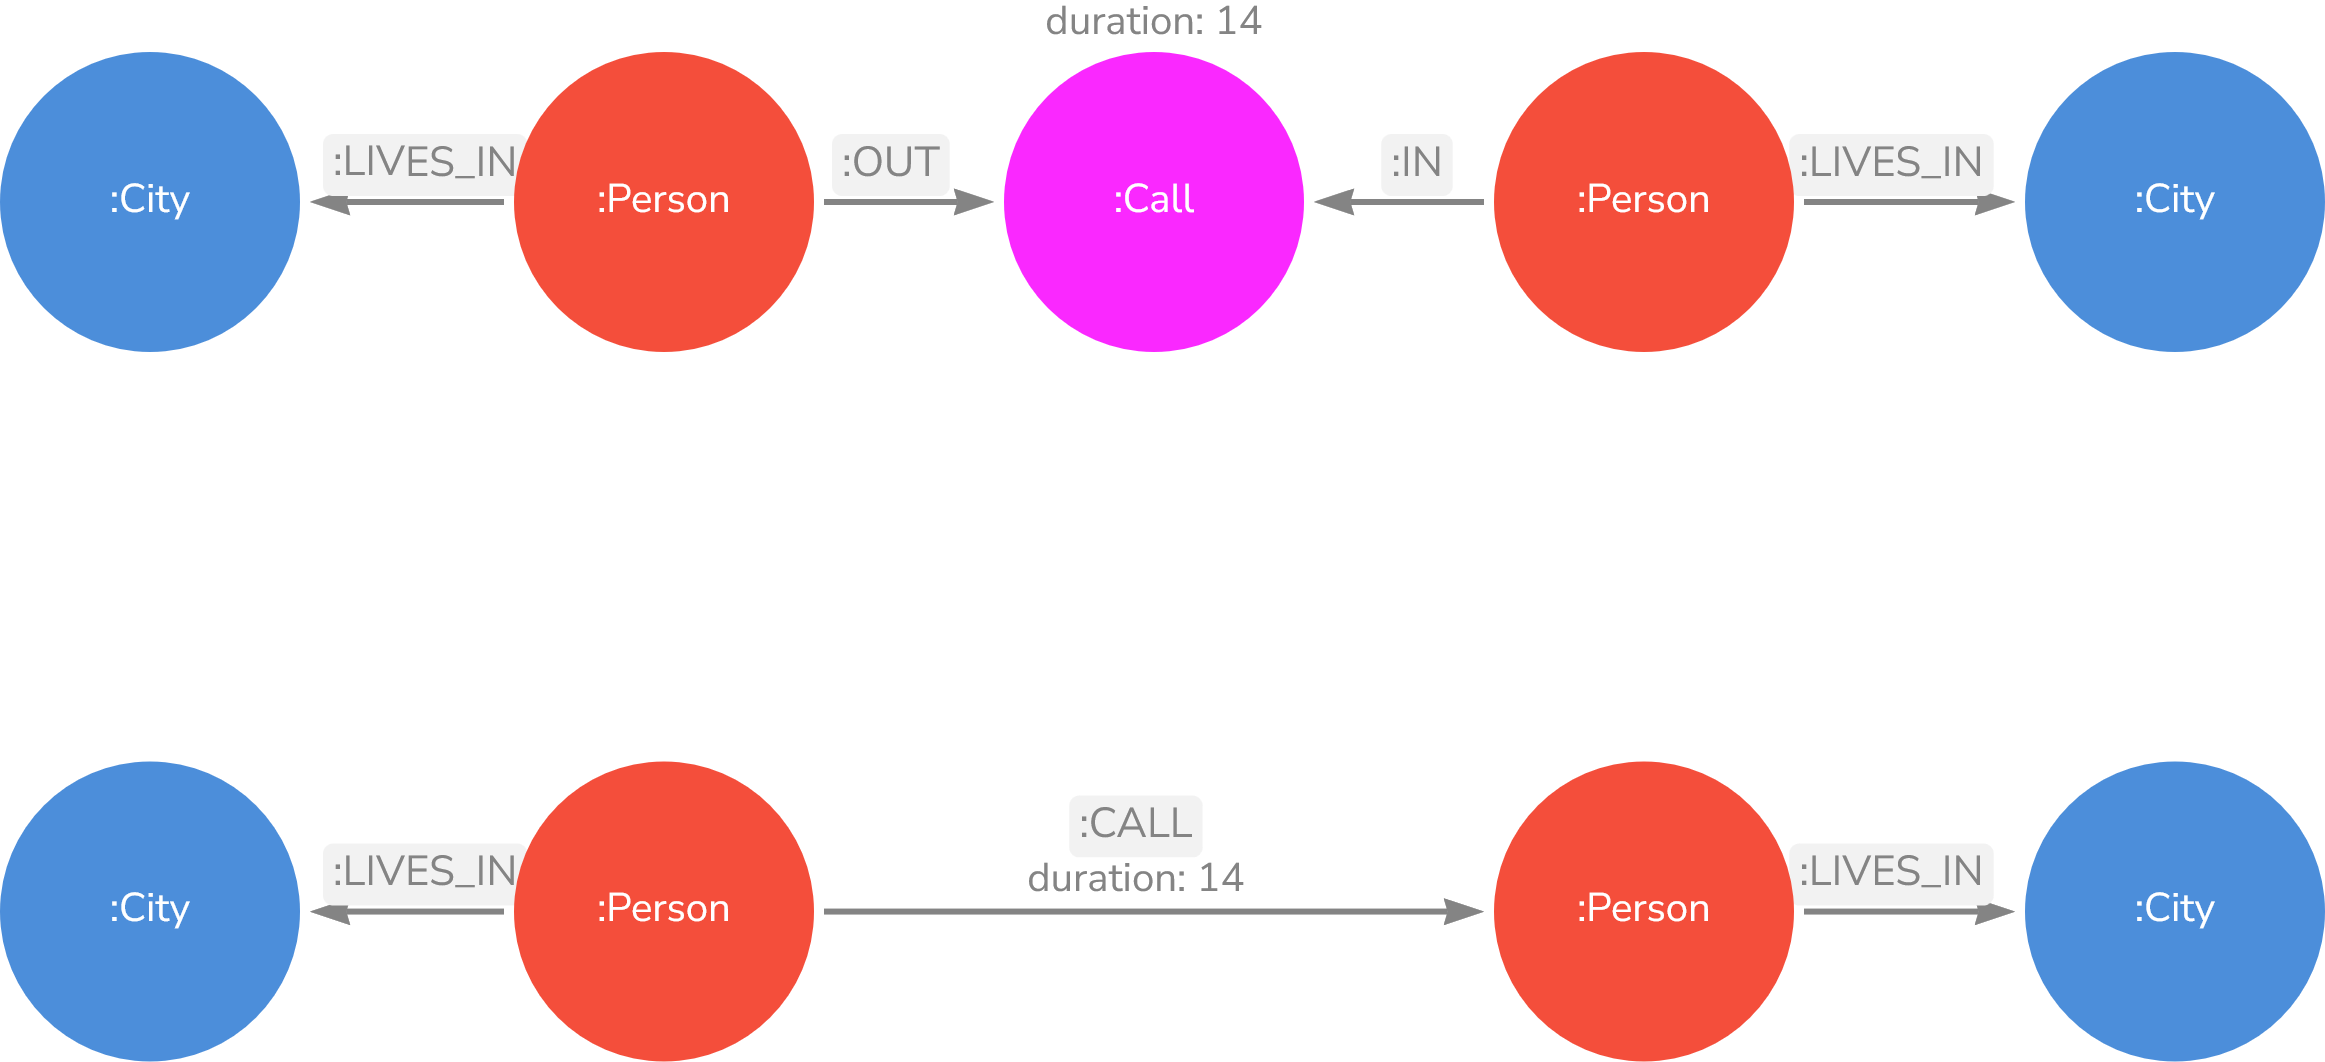 duration: 14
:City
:LIVES_IN
:Person
:OUT
:Call
:IN
:Person
:LIVES_IN
:City
:City
:LIVES_IN
:Person
:CALL
duration: 14
:Person
:LIVES_IN
:City